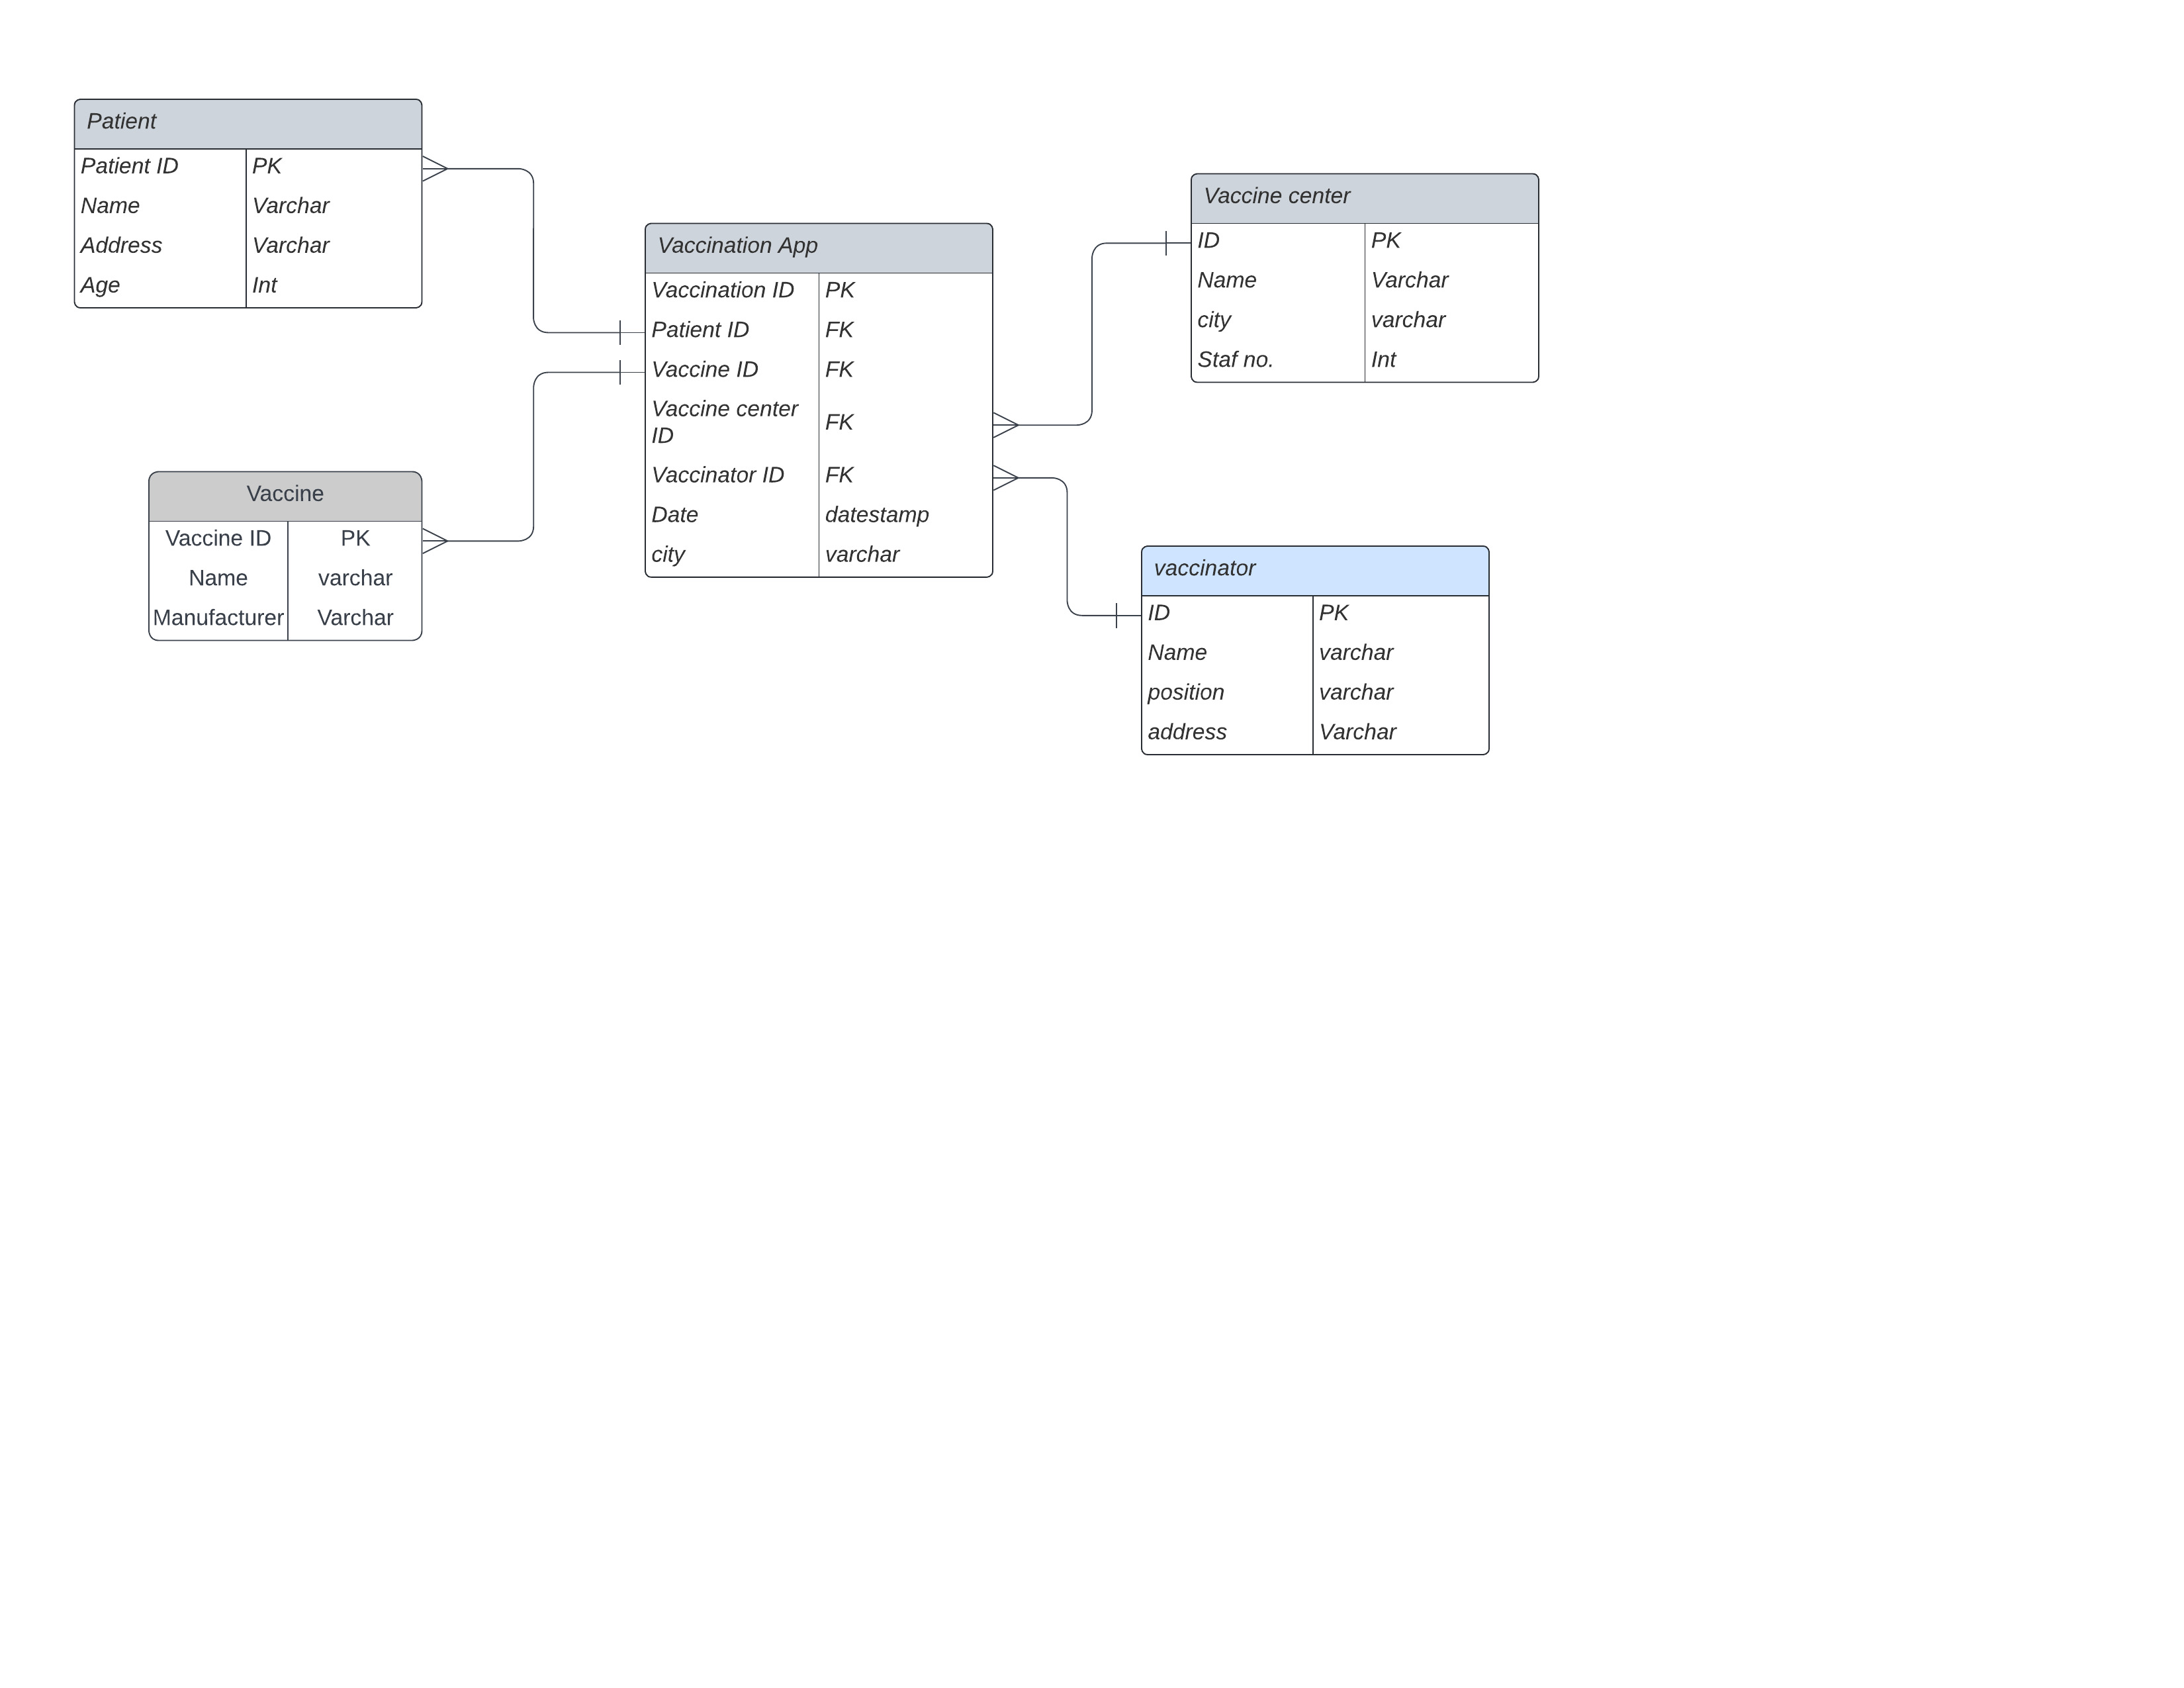 Patient
Patient ID PK
Name Varchar
Address Varchar
Age Int
Vaccine
Vaccine ID PK
Name varchar
Manufacturer Varchar
Vaccination App
Vaccination ID PK
Patient ID FK
Vaccine ID FK
Vaccine center
ID FK
Vaccinator ID FK
Date datestamp
city varchar
Vaccine center
ID PK
Name Varchar
city varchar
Staf no. Int
vaccinator
ID PK
Name varchar
position varchar
address Varchar